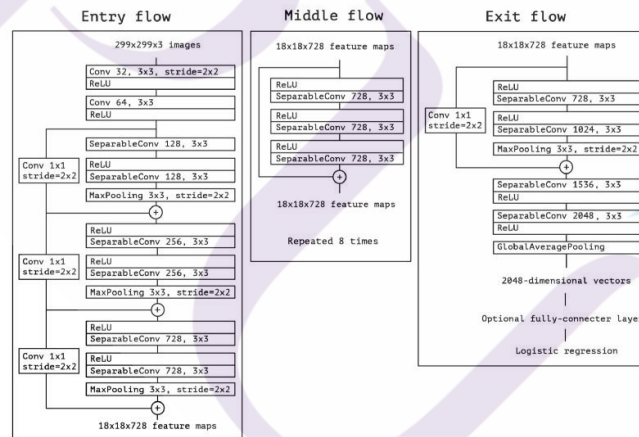 Entry flow
299x299x3 images
Conv 32, 3x3, stride=2x2
ReLU
Conv 64, 3x3
ReLU
SeparableConv 128, 3x3
Conv 1x1
stride=2x2
ReLU
SeparableConv 128, 3x3
MaxPooling 3x3, stride=2x2
+
ReLU
SeparableConv 256, 3x3
Conv 1x1
stride=2x2
ReLU
SeparableConv 256, 3x3
MaxPooling 3x3, stride=2x2
+
ReLU
SeparableConv 728, 3x3
Conv 1x1
stride=2x2
ReLU
SeparableConv 728, 3x3
MaxPooling 3x3, stride=2x2
+
18x18x728 feature maps
Middle flow
18x18x728 feature maps
ReLU
SeparableConv 728, 3x3
ReLU
SeparableConv 728, 3x3
ReLU
SeparableConv 728, 3x3
+
18x18x728 feature maps
Repeated 8 times
Exit flow
18x18x728 feature maps
ReLU
SeparableConv 728, 3x3
Conv 1x1
stride=2x2
ReLU
SeparableConv 1024, 3x3
MaxPooling 3x3, stride=2x2
+
SeparableConv 1536, 3x3
ReLU
SeparableConv 2048, 3x3
ReLU
GlobalAveragePooling
2048-dimensional vectors
Optional fully-connecter laye
Logistic regression